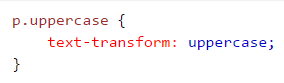 p.uppercase {
    text-transform: uppercase;
}